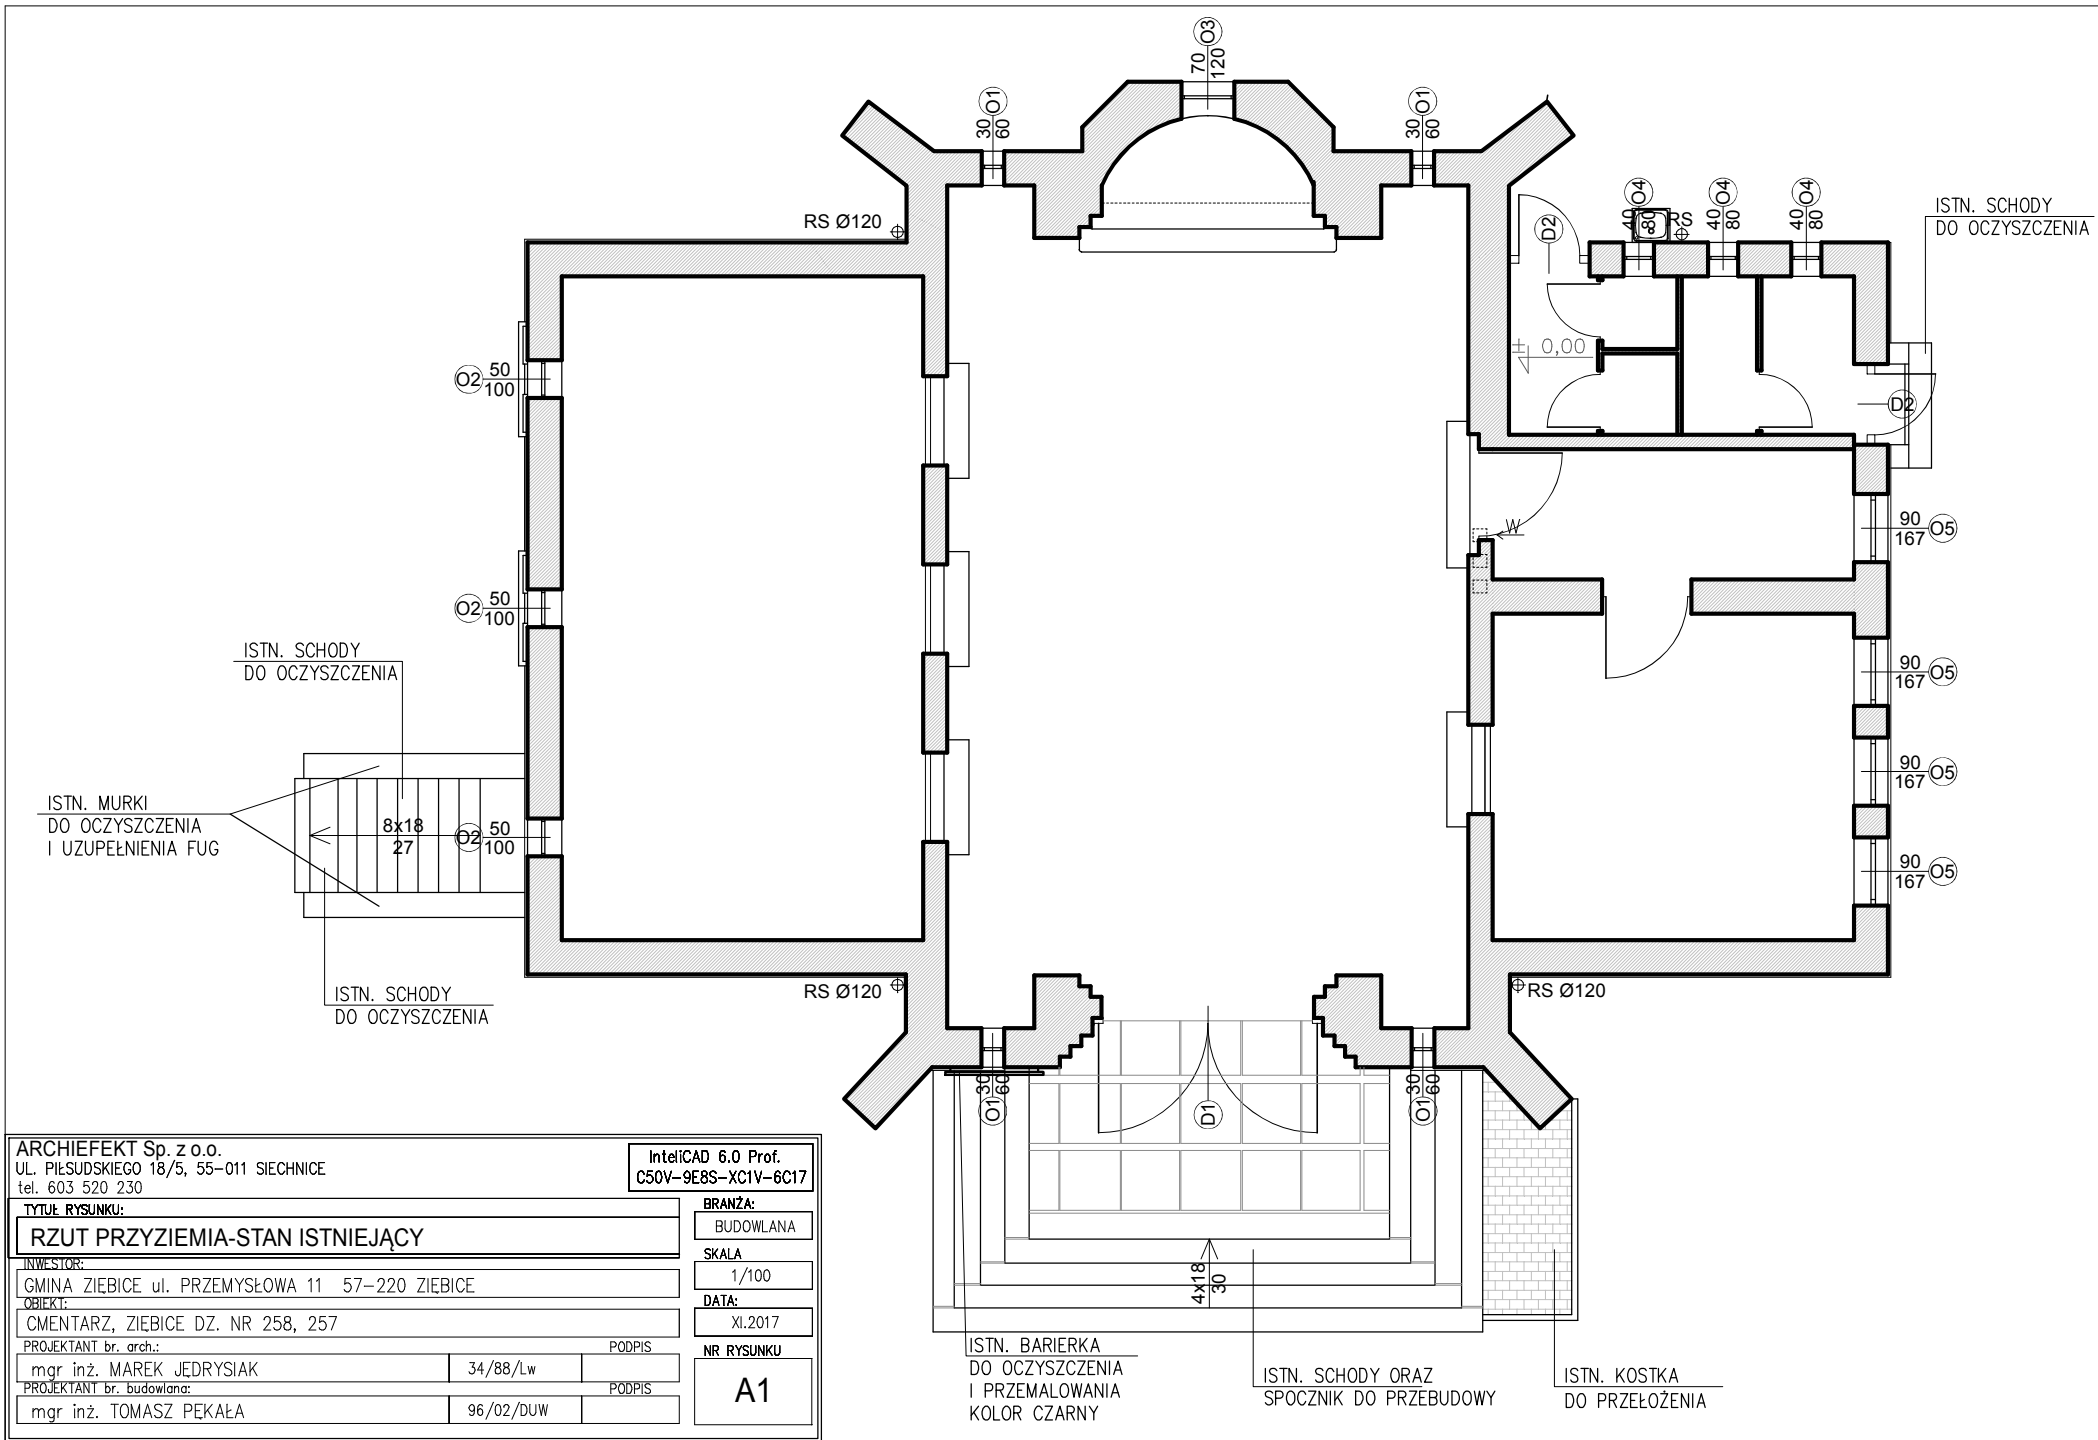 O3
70
120
O1
30
60
O1
30
60
O4
40
80
RS
O4
40
80
O4
40
80
ISTN. SCHODY
DO OCZYSZCZENIA
RS Ø120
D2
± 0,00
O2 50
100
D2
W
90
167 O5
O2 50
100
ISTN. SCHODY
DO OCZYSZCZENIA
90
167 O5
90
167 O5
ISTN. MURKI
DO OCZYSZCZENIA
I UZUPEŁNIENIA FUG
8x18
27
O2 50
100
90
167 O5
ISTN. SCHODY
DO OCZYSZCZENIA
RS Ø120
RS Ø120
30
60
O1
D1
30
60
O1
4x18
30
ISTN. BARIERKA
DO OCZYSZCZENIA
I PRZEMALOWANIA
KOLOR CZARNY
ISTN. SCHODY ORAZ
SPOCZNIK DO PRZEBUDOWY
ISTN. KOSTKA
DO PRZEŁOŻENIA
ARCHIEFEKT Sp. z o.o.
UL. PIŁSUDSKIEGO 18/5, 55-011 SIECHNICE
tel. 603 520 230
InteliCAD 6.0 Prof.
C50V-9E8S-XC1V-6C17
TYTUŁ RYSUNKU:
RZUT PRZYZIEMIA-STAN ISTNIEJĄCY
BRANŻA:
BUDOWLANA
INWESTOR:
GMINA ZIĘBICE ul. PRZEMYSŁOWA 11 57-220 ZIĘBICE
SKALA
1/100
OBIEKT:
CMENTARZ, ZIĘBICE DZ. NR 258, 257
DATA:
XI.2017
PROJEKTANT br. arch.: PODPIS
mgr inż. MAREK JĘDRYSIAK 34/88/Lw
PROJEKTANT br. budowlana: PODPIS
mgr inż. TOMASZ PĘKAŁA 96/02/DUW
NR RYSUNKU
A1